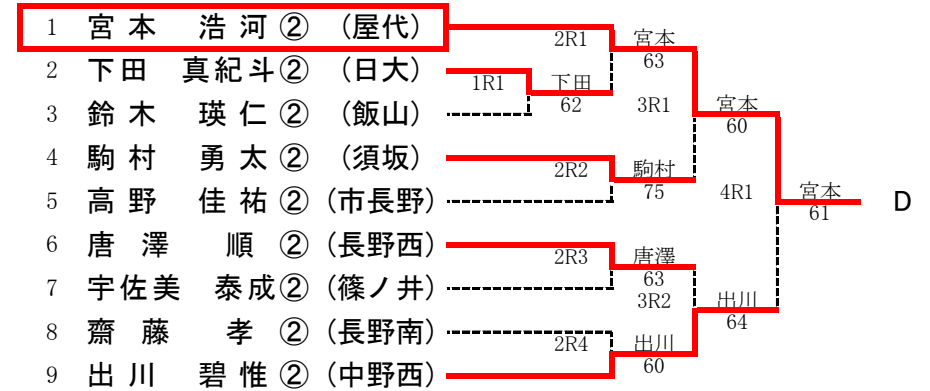 1 宮本 浩河② (屋代)
2 下田 真紀斗② (日大)
3 鈴木 瑛仁② (飯山)
4 駒村 勇太② (須坂)
5 高野 佳祐② (市長野)
6 唐澤 順② (長野西)
7 宇佐美 泰成② (篠ノ井)
8 齋藤 孝② (長野南)
9 出川 碧惟② (中野西)
1R1
下田
62
2R1
宮本
63
2R2
駒村
75
2R3
唐澤
63
2R4
出川
60
3R1
宮本
60
3R2
出川
64
4R1
宮本
61
D